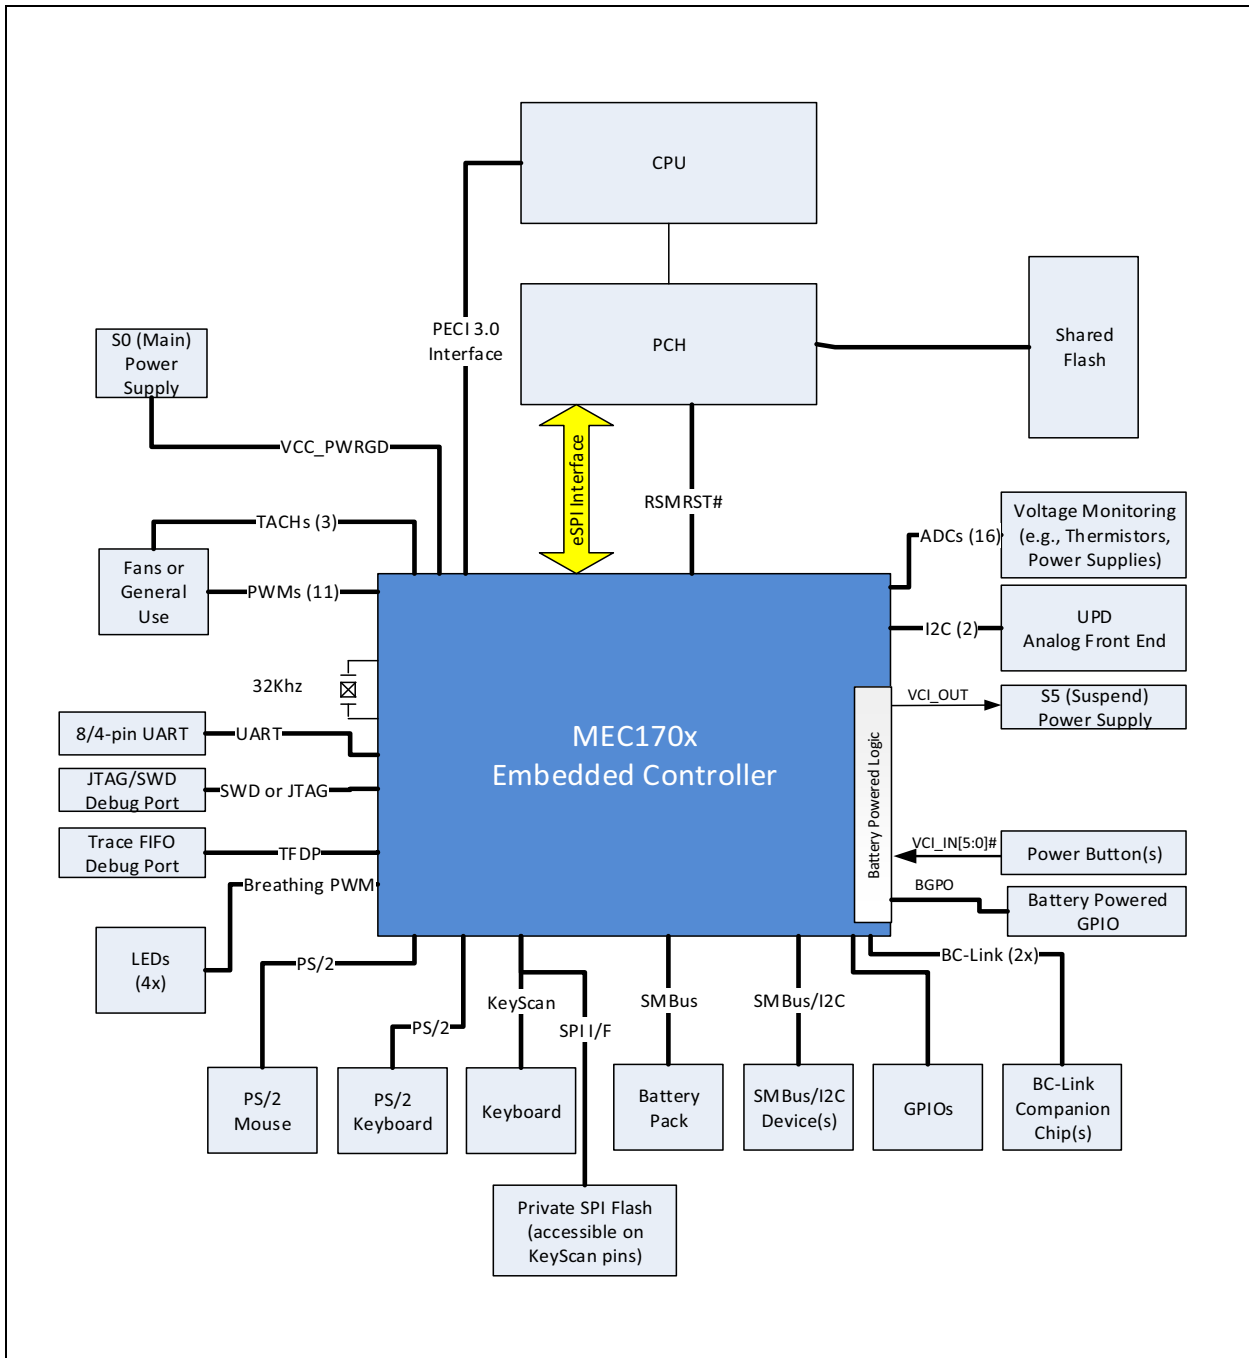 CPU
PECI 3.0
Interface
PCH
Shared
Flash
S0 (Main)
Power
Supply
VCC_PWRGD
eSPI Interface
RSMRST#
TACHs (3)
Fans or
General
Use
PWMs (11)
ADCs (16)
Voltage Monitoring
(e.g., Thermistors,
Power Supplies)
I2C (2)
UPD
Analog Front End
32Khz
VCI_OUT
S5 (Suspend)
Power Supply
8/4-pin UART
UART
MEC170x
Embedded Controller
Battery Powered Logic
JTAG/SWD
Debug Port
SWD or JTAG
Trace FIFO
Debug Port
TFDP
VCI_IN[5:0]#
Power Button(s)
Breathing PWM
BGPO
Battery Powered
GPIO
LEDs
(4x)
PS/2
BC-Link (2x)
PS/2
KeyScan
SPI I/F
SMBus
SMBus/I2C
PS/2
Mouse
PS/2
Keyboard
Keyboard
Battery
Pack
SMBus/I2C
Device(s)
GPIOs
BC-Link
Companion
Chip(s)
Private SPI Flash
(accessible on
KeyScan pins)